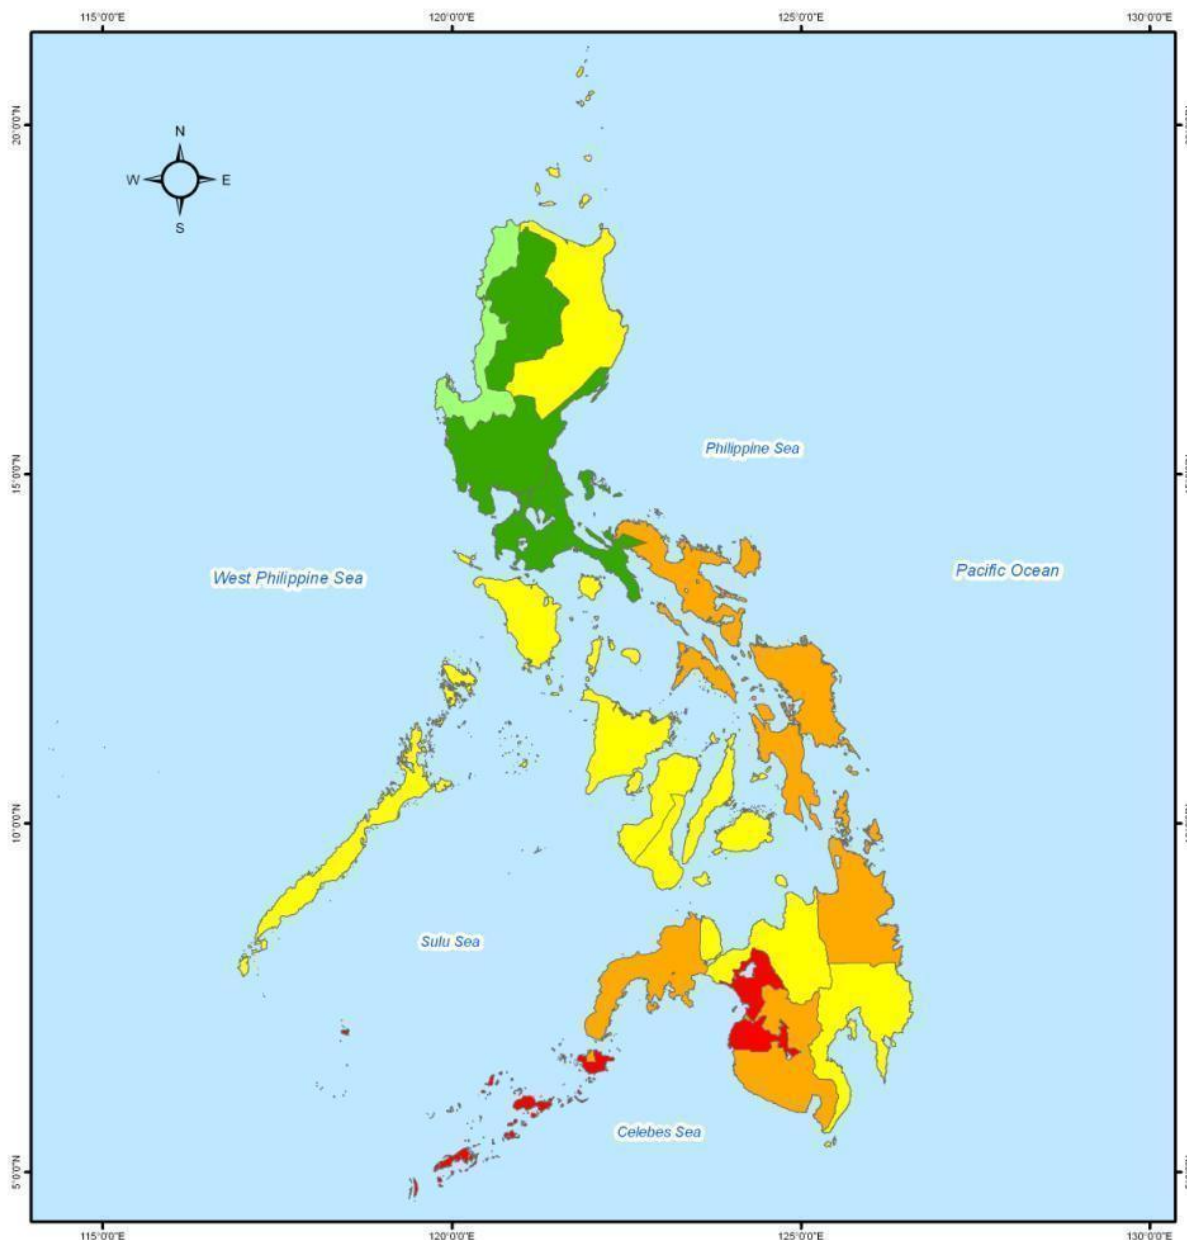 115°0'0"E 120°0'0"E 125°0'0"E 130°0'0"E
20°0'0"N
N
W E
S
Philippine Sea
15°0'0"N
West Philippine Sea
Pacific Ocean
10°0'0"N
Sulu Sea
Celebes Sea
5°0'0"N
115°0'0"E 120°0'0"E 125°0'0"E 130°0'0"E